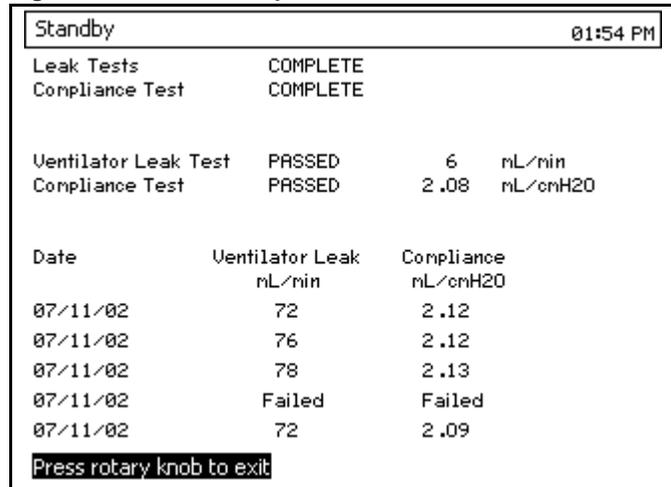 Standby 01:54 PM
Leak Tests COMPLETE
Compliance Test COMPLETE
Ventilator Leak Test PASSED 6 mL/min
Compliance Test PASSED 2.08 mL/cmH2O
Date Ventilator Leak Compliance
mL/min mL/cmH2O
07/11/02 72 2.12
07/11/02 76 2.12
07/11/02 78 2.13
07/11/02 Failed Failed
07/11/02 72 2.09
Press rotary knob to exit